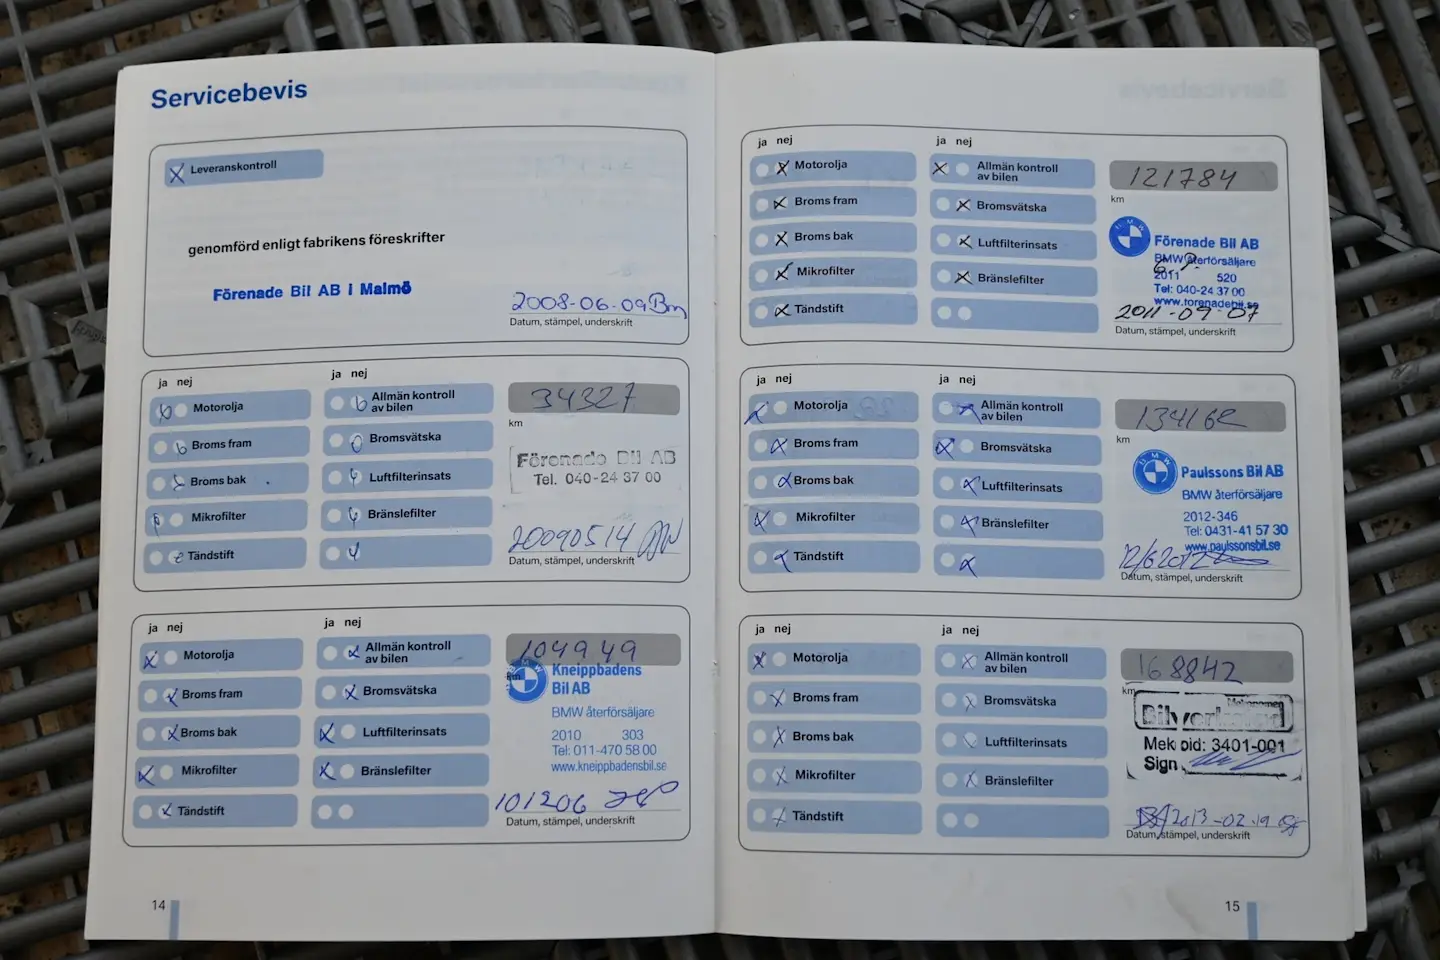 Servicebevis
Leveranskontroll
genomförd enligt fabrikens föreskrifter
Förenade Bil AB i Malmö
2008-06-09 Bm
Datum, stämpel, underskrift
ja nej
ja nej
Motorolja
Allmän kontroll
av bilen
34327
km
Broms fram
Bromsvätska
Förenade Bil AB
Tel. 040-24 37 00
Broms bak
Luftfilterinsats
Mikrofilter
Bränslefilter
20090514
Tändstift
Datum, stämpel, underskrift
ja nej
ja nej
Motorolja
Allmän kontroll
av bilen
104949
km
BMW
Kneippbadens
Bil AB
Broms fram
Bromsvätska
BMW återförsäljare
Broms bak
Luftfilterinsats
2010 303
Tel: 011-470 58 00
www.kneippbadensbil.se
Mikrofilter
Bränslefilter
101206
Tändstift
Datum, stämpel, underskrift
14
ja nej
ja nej
Motorolja
Allmän kontroll
av bilen
121784
km
Broms fram
Bromsvätska
BMW
Förenade Bil AB
BMW återförsäljare
Broms bak
Luftfilterinsats
2011 520
Tel: 040-24 37 00
www.forenadebil.se
Mikrofilter
Bränslefilter
2011-09-07
Tändstift
Datum, stämpel, underskrift
ja nej
ja nej
Motorolja
Allmän kontroll
av bilen
134162
km
Broms fram
Bromsvätska
BMW
Paulssons Bil AB
BMW återförsäljare
Broms bak
Luftfilterinsats
2012-346
Tel: 0431-41 57 30
www.paulssonsbil.se
Mikrofilter
Bränslefilter
12/6 2012
Tändstift
Datum, stämpel, underskrift
ja nej
ja nej
Motorolja
Allmän kontroll
av bilen
168842
km
Broms fram
Bromsvätska
Mekonomen
Bilverkstad
Broms bak
Luftfilterinsats
Mek oid: 3401-001
Sign
Mikrofilter
Bränslefilter
2013-02-19
Tändstift
Datum, stämpel, underskrift
15